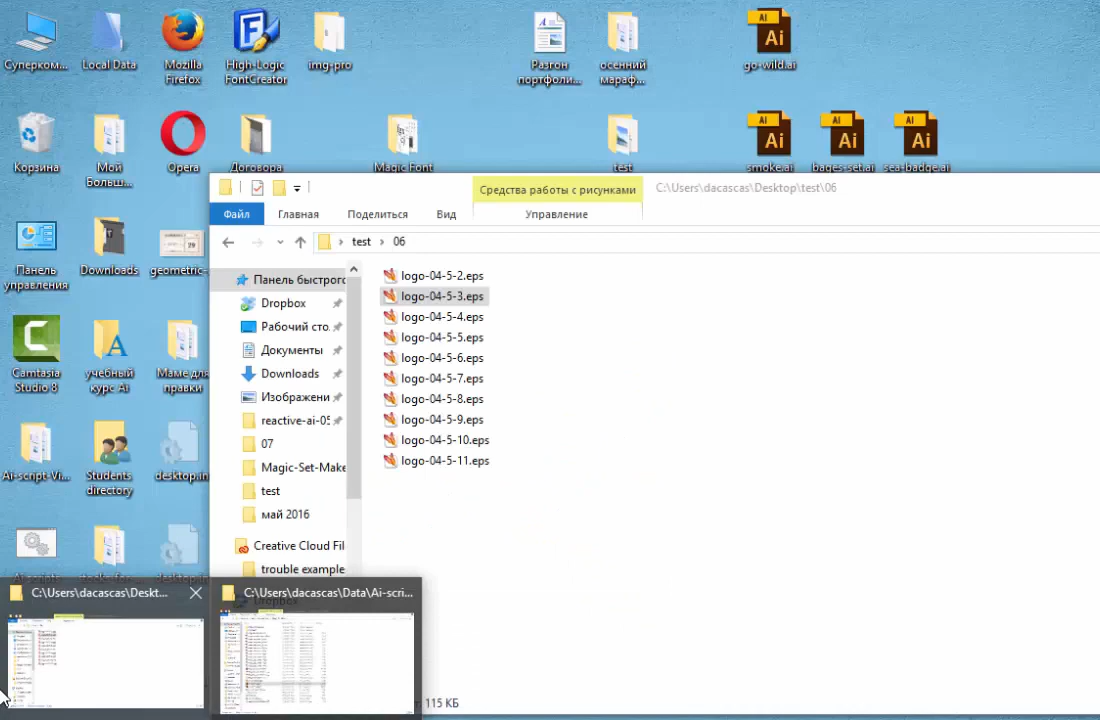 Суперком...
Local Data
Mozilla
Firefox
High-Logic
FontCreator
img-pro
Разгон
портфоли...
осенний
мараф...
go-wild.ai
Корзина
Мой
Больш...
Opera
Договора
Magic Font
test
smoke.ai
bages-set.ai
sea-badge.ai
Средства работы с рисунками
C:\Users\dacascas\Desktop\test\06
Файл
Главная
Поделиться
Вид
Управление
test
06
Панель
управления
Downloads
geometric-
Панель быстрого
Dropbox
Рабочий сто.
Документы
Downloads
Изображени
reactive-ai-05
07
Magic-Set-Make
test
май 2016
Creative Cloud Fil
trouble example
Dropbox
logo-04-5-2.eps
logo-04-5-3.eps
logo-04-5-4.eps
logo-04-5-5.eps
logo-04-5-6.eps
logo-04-5-7.eps
logo-04-5-8.eps
logo-04-5-9.eps
logo-04-5-10.eps
logo-04-5-11.eps
Camtasia
Studio 8
учебный
курс Ai
Маме для
правки
Ai-script-Vi...
Students
directory
desktop.in
C:\Users\dacascas\Deskt...
C:\Users\dacascas\Data\Ai-scri...
115 КБ